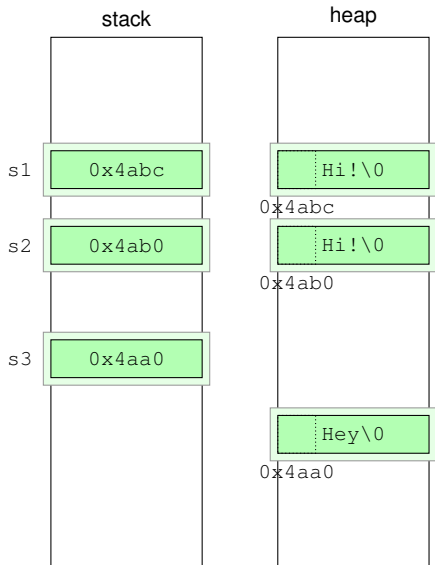 stack heap
s1 0x4abc Hi!\0
0x4abc
s2 0x4ab0 Hi!\0
0x4ab0
s3 0x4aa0
Hey\0
0x4aa0